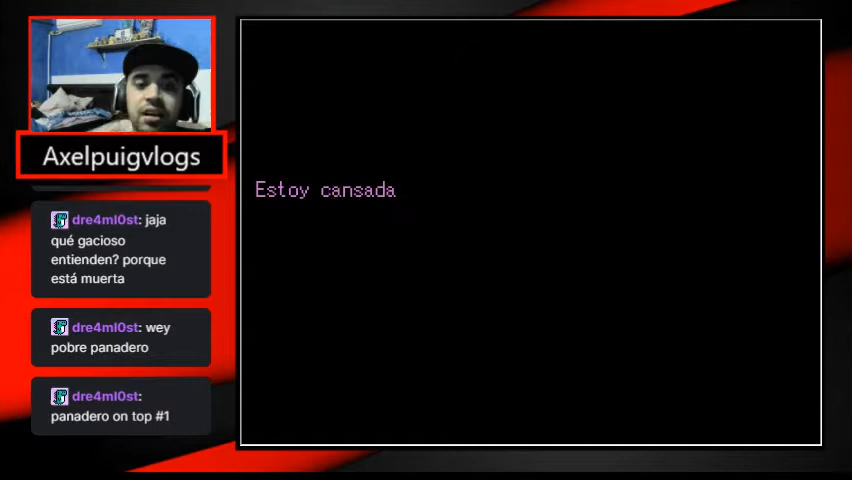 Axelpuigvlogs
dre4ml0st: jaja
qué gacioso
entienden? porque
está muerta
dre4ml0st: wey
pobre panadero
dre4ml0st:
panadero on top #1
Estoy cansada